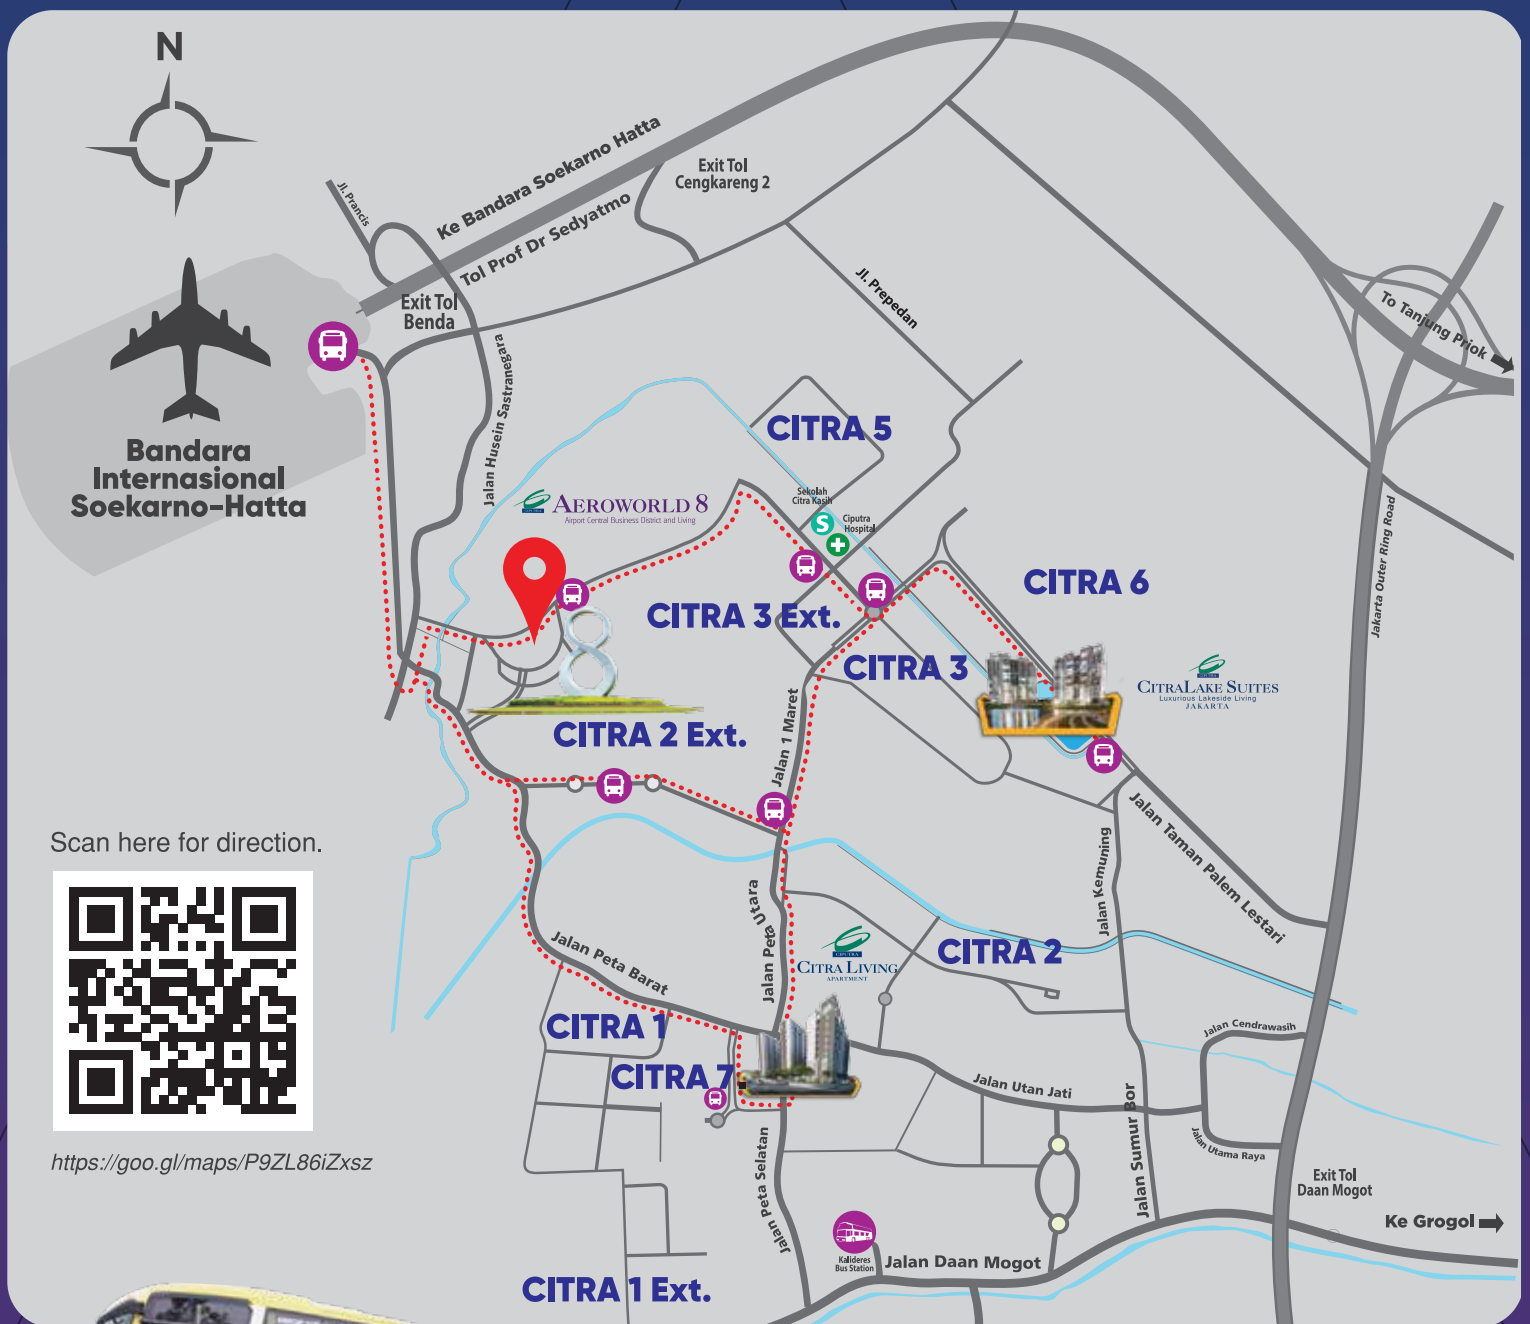 N
Ke Bandara Soekarno Hatta
Tol Prof Dr Sedyatmo
Exit Tol
Cengkareng 2
Jl. Prancis
Exit Tol
Benda
Jl. Prepedan
To Tanjung Priok
Jalan Husein Sastranegara
Bandara
Internasional
Soekarno-Hatta
CITRA 5
CIPUTRA
AEROWORLD 8
Airport Central Business District and Living
Sekolah
Citra Kasih
S
Ciputra
Hospital
Jakarta Outer Ring Road
CITRA 6
CITRA 3 Ext.
CITRA 3
CITRALAKE SUITES
Luxurious Lakeside Living
JAKARTA
8
CITRA 2 Ext.
Jalan 1 Maret
Jalan Taman Palem Lestari
Jalan Kemuning
Scan here for direction.
Jalan Peta Utara
Jalan Peta Barat
CIPUTRA
CITRA LIVING
APARTMENT
CITRA 2
CITRA 1
Jalan Cendrawasih
CITRA 7
Jalan Utan Jati
Jalan Sumur Bor
Jalan Utama Raya
https://goo.gl/maps/P9ZL86iZxsz
Jalan Peta Selatan
Exit Tol
Daan Mogot
Ke Grogol
Kalideres
Bus Station
Jalan Daan Mogot
CITRA 1 Ext.